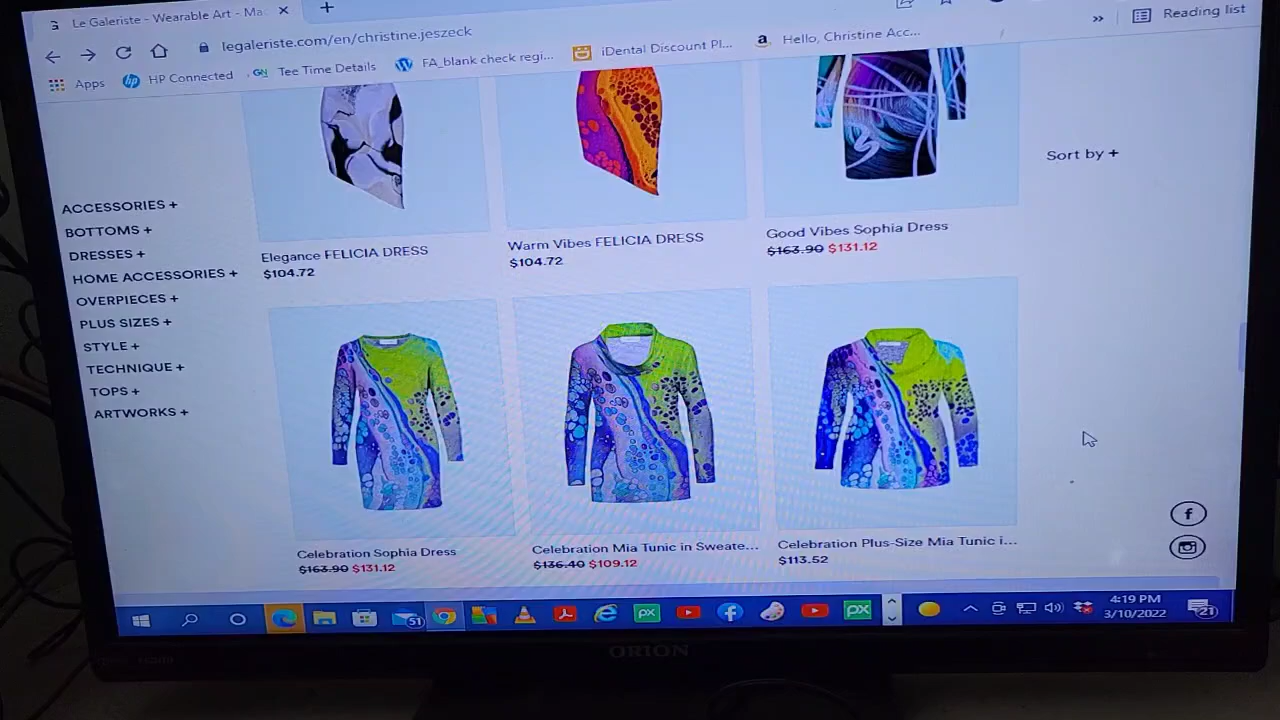 Le Galeriste - Wearable Art - Ma
legaleriste.com/en/christine.jeszeck
Apps
HP Connected
Tee Time Details
FA_blank check regi...
iDental Discount Pl...
Hello, Christine Acc...
Reading list
Sort by +
ACCESSORIES +
BOTTOMS +
DRESSES +
HOME ACCESSORIES +
OVERPIECES +
PLUS SIZES +
STYLE +
TECHNIQUE +
TOPS +
ARTWORKS +
Elegance FELICIA DRESS
$104.72
Warm Vibes FELICIA DRESS
$104.72
Good Vibes Sophia Dress
$163.90 $131.12
Celebration Sophia Dress
$163.90 $131.12
Celebration Mia Tunic in Sweate...
$136.40 $109.12
Celebration Plus-Size Mia Tunic i...
$113.52
51
px
px
4:19 PM
3/10/2022
21
ORION